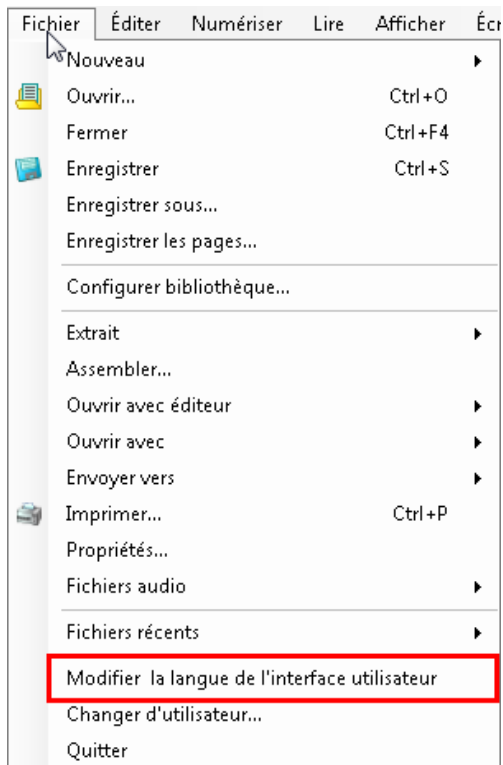 Fichier Éditer Numériser Lire Afficher Écr
Nouveau
Ouvrir... Ctrl+O
Fermer Ctrl+F4
Enregistrer Ctrl+S
Enregistrer sous...
Enregistrer les pages...
Configurer bibliothèque...
Extrait
Assembler...
Ouvrir avec éditeur
Ouvrir avec
Envoyer vers
Imprimer... Ctrl+P
Propriétés...
Fichiers audio
Fichiers récents
Modifier la langue de l'interface utilisateur
Changer d'utilisateur...
Quitter